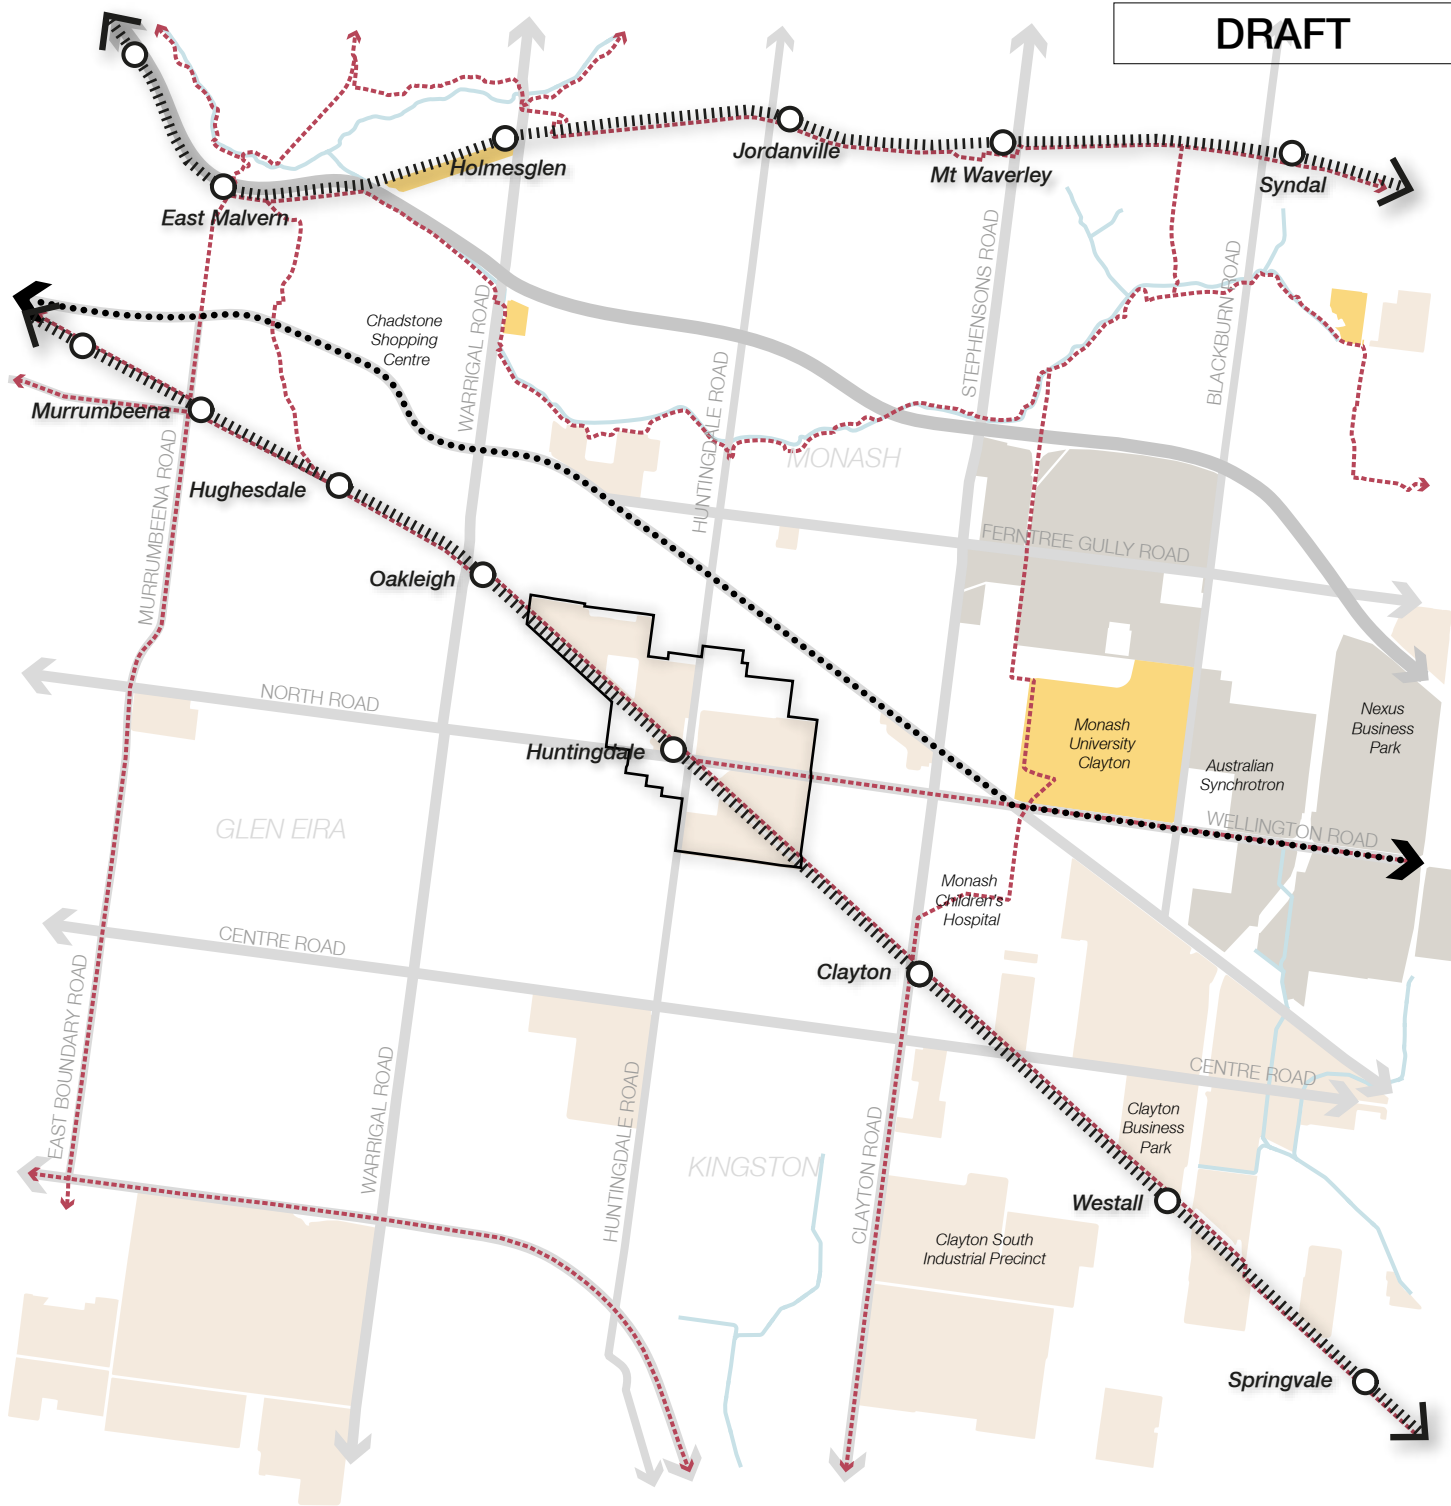 DRAFT
Holmesglen
Jordanville
Mt Waverley
Syndal
East Malvern
STEPHENSONS ROAD
BLACKBURN ROAD
Chadstone
Shopping
Centre
WARRIGAL ROAD
HUNTINGDALE ROAD
Murrumbeena
MONASH
MURRUMBEENA ROAD
Hughesdale
FERNTREE GULLY ROAD
Oakleigh
NORTH ROAD
Huntingdale
Monash
University
Clayton
Nexus
Business
Park
Australian
Synchrotron
GLEN EIRA
WELLINGTON ROAD
Monash
Children's
Hospital
CENTRE ROAD
Clayton
EAST BOUNDARY ROAD
WARRIGAL ROAD
HUNTINGDALE ROAD
CENTRE ROAD
Clayton
Business
Park
KINGSTON
CLAYTON ROAD
Westall
Clayton South
Industrial Precinct
Springvale